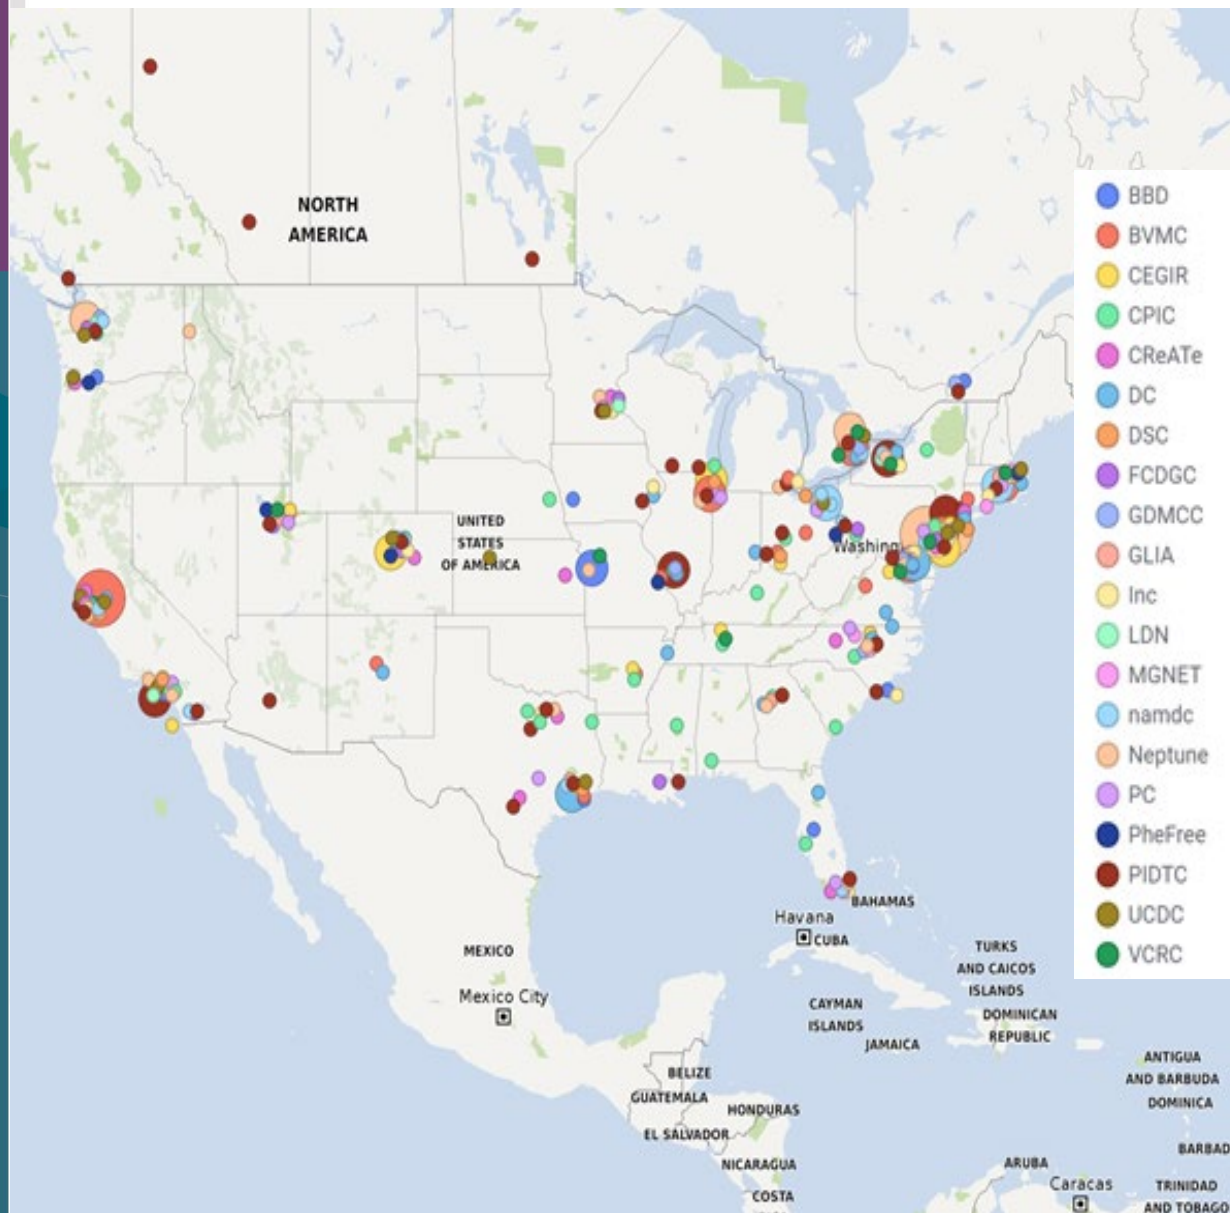 NORTH
AMERICA
UNITED
STATES
OF AMERICA
Washing
BBD
BVMC
CEGIR
CPIC
CReATe
DC
DSC
FCDGC
GDMCC
GLIA
Inc
LDN
MGNET
namdc
Neptune
PC
PheFree
PIDTC
UCDC
VCRC
BAHAMAS
Havana
CUBA
MEXICO
Mexico City
TURKS
AND CAICOS
ISLANDS
CAYMAN
ISLANDS
DOMINICAN
REPUBLIC
JAMAICA
BELIZE
GUATEMALA
HONDURAS
EL SALVADOR
NICARAGUA
COSTA
ANTIGUA
AND BARBUDA
DOMINICA
BARBAD
ARUBA
Caracas
TRINIDAD
AND TOBAGO